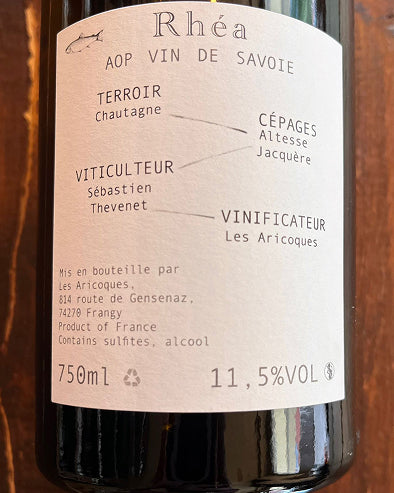 Rhéa
AOP VIN DE SAVOIE
TERROIR
Chautagne
CÉPAGES
Altesse
Jacquère
VITICULTEUR
Sébastien
Thevenet
VINIFICATEUR
Les Aricoques
Mis en bouteille par
Les Aricoques,
814 route de Gensenaz,
74270 Frangy
Product of France
Contains sulfites, alcool
750ml
11,5%VOL